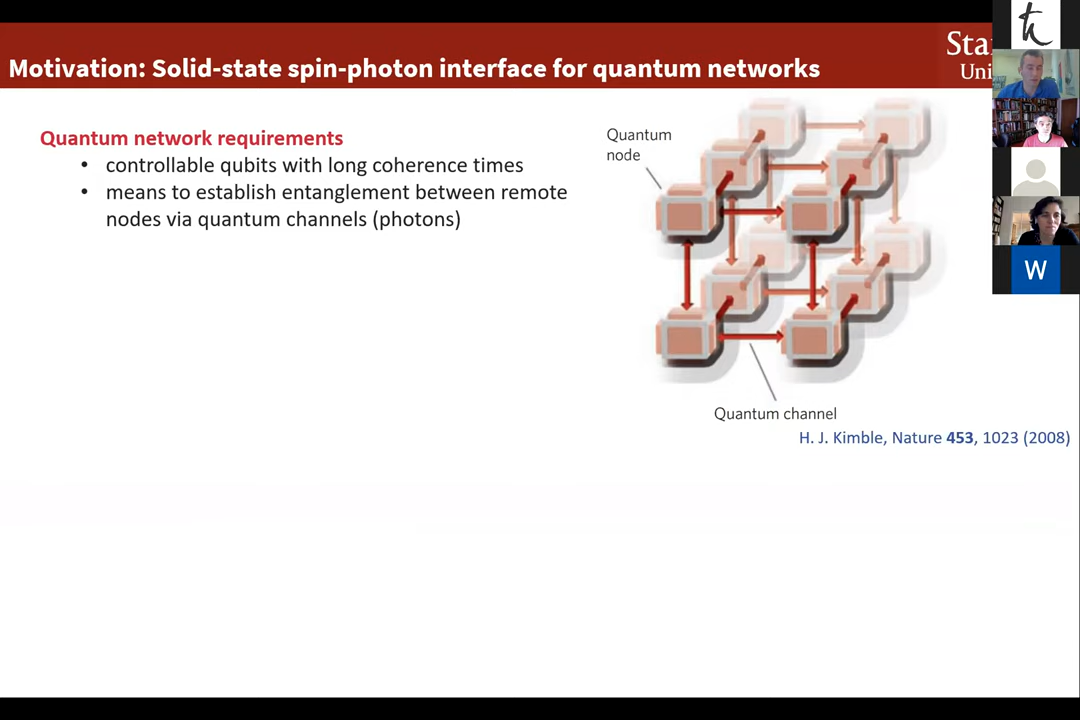 Motivation: Solid-state spin-photon interface for quantum networks
Quantum network requirements
• controllable qubits with long coherence times
• means to establish entanglement between remote
nodes via quantum channels (photons)
Quantum
node
Quantum channel
H. J. Kimble, Nature 453, 1023 (2008)
W